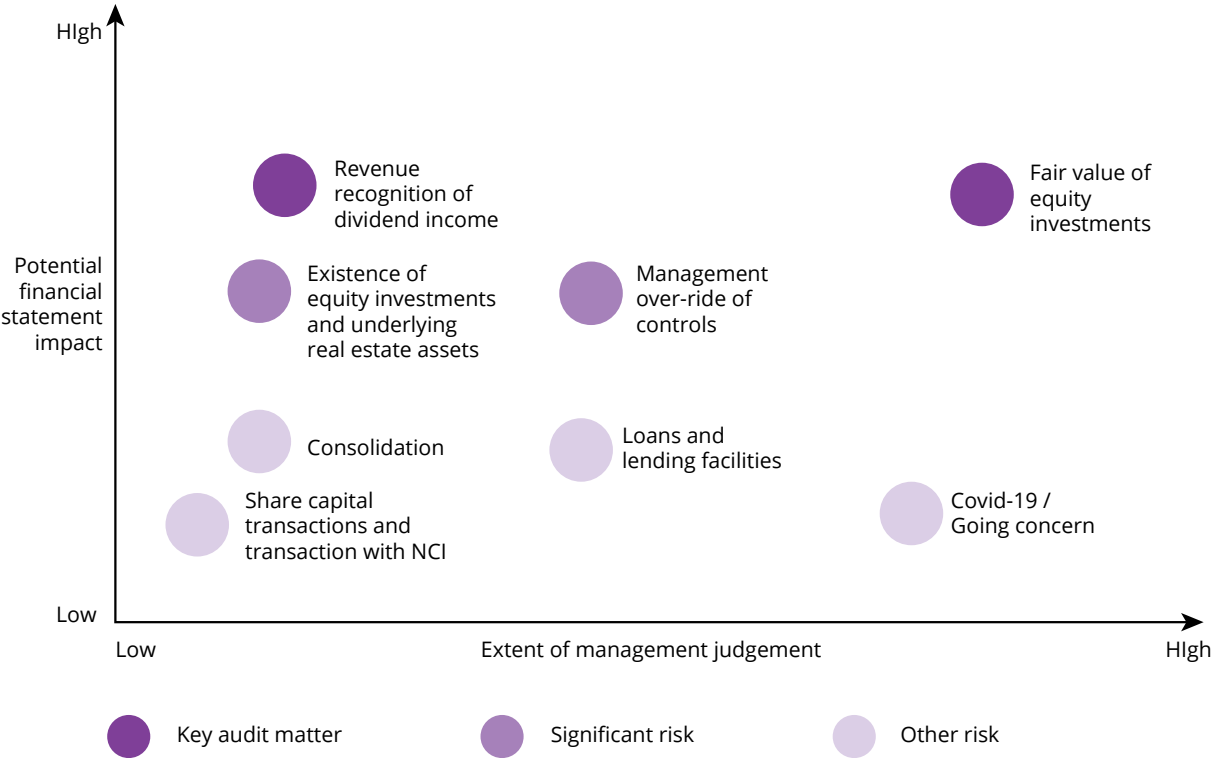 HIgh
Revenue
recognition of
dividend income
Fair value of
equity
investments
Potential
financial
statement
impact
Existence of
equity investments
and underlying
real estate assets
Management
over-ride of
controls
Consolidation
Loans and
lending facilities
Share capital
transactions and
transaction with NCI
Covid-19 /
Going concern
Low
Low
Extent of management judgement
HIgh
Key audit matter
Significant risk
Other risk